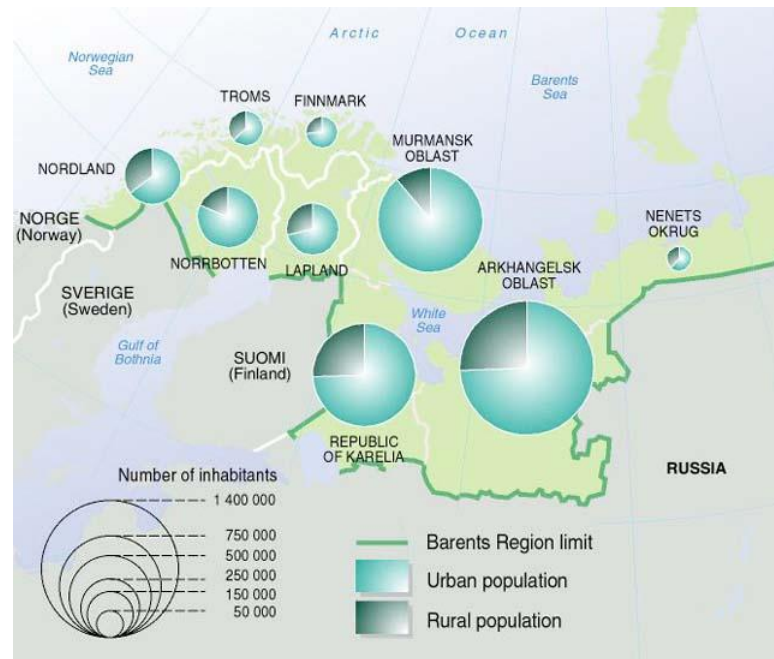 Arctic Ocean
Norwegian
Sea
Barents
Sea
TROMS
FINNMARK
MURMANSK
OBLAST
NORDLAND
NORGE
(Norway)
NENETS
OKRUG
NORRBOTTEN
LAPLAND
ARKHANGELSK
OBLAST
SVERIGE
(Sweden)
White
Sea
Gulf of
Bothnia
SUOMI
(Finland)
REPUBLIC
OF KARELIA
RUSSIA
Number of inhabitants
1 400 000
750 000
500 000
250 000
150 000
50 000
Barents Region limit
Urban population
Rural population